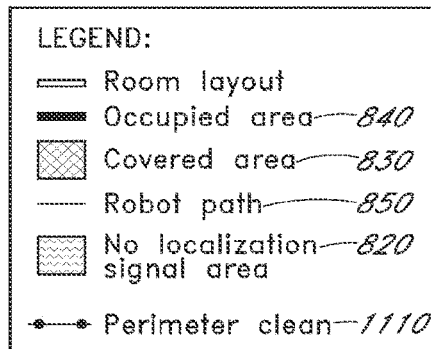 LEGEND:
Room layout
Occupied area 840
Covered area 830
Robot path 850
No localization 820
signal area
Perimeter clean 1110